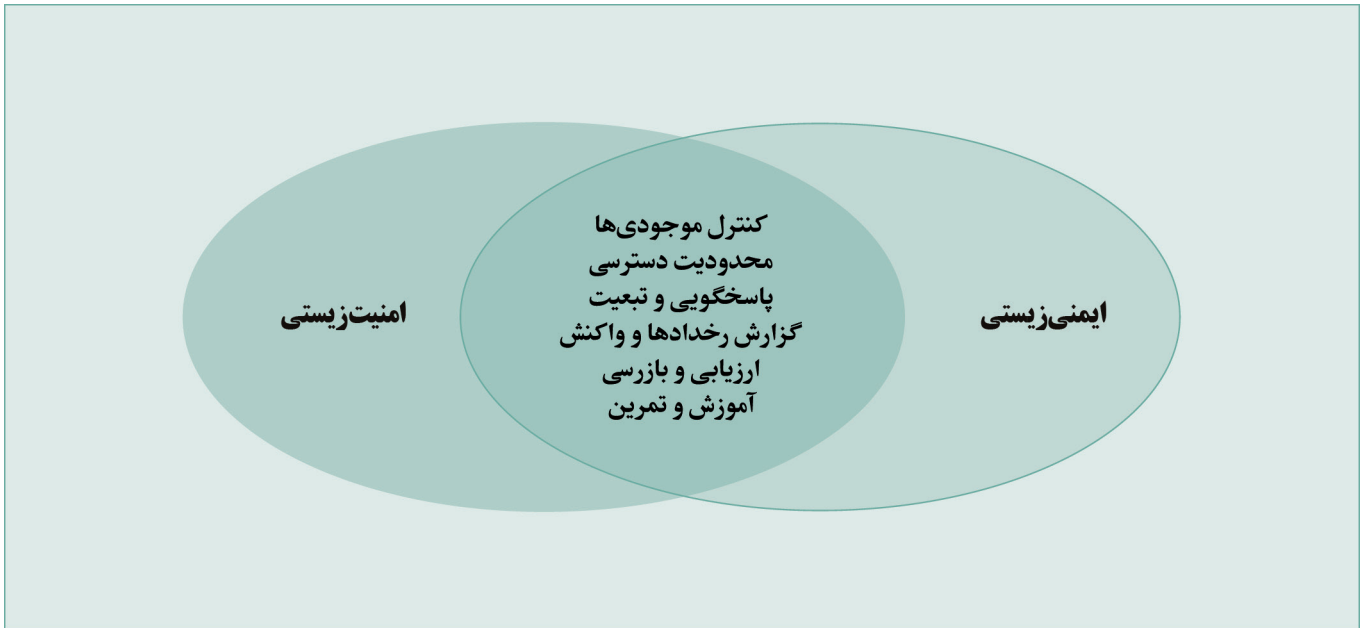 ایمنی‌زیستی
کنترل موجودی‌ها
محدودیت دسترسی
پاسخگویی و تبعیت
گزارش رخدادها و واکنش
ارزیابی و بازرسی
آموزش و تمرین
امنیت‌زیستی